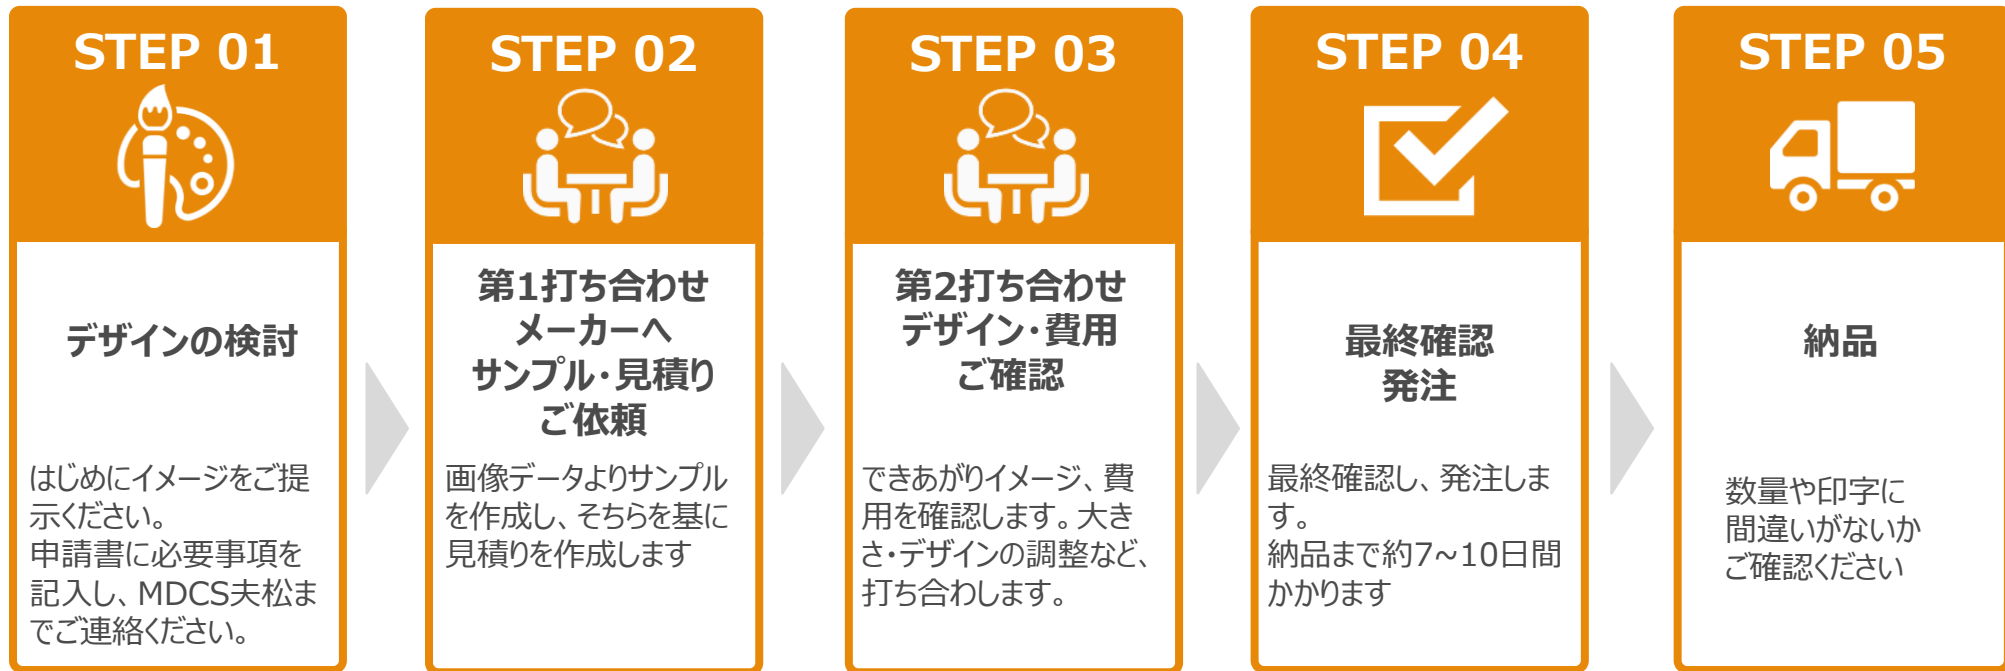 STEP 01
デザインの検討
はじめにイメージをご提
示ください。
申請書に必要事項を
記入し、MDCS夫松ま
でご連絡ください。
STEP 02
第1打ち合わせ
メーカーへ
サンプル・見積り
ご依頼
画像データよりサンプル
を作成し、そちらを基に
見積りを作成します
STEP 03
第2打ち合わせ
デザイン・費用
ご確認
できあがりイメージ、費
用を確認します。大き
さ・デザインの調整など、
打ち合わします。
STEP 04
最終確認
発注
最終確認し、発注しま
す。
納品まで約7~10日間
かかります
STEP 05
納品
数量や印字に
間違いがないか
ご確認ください